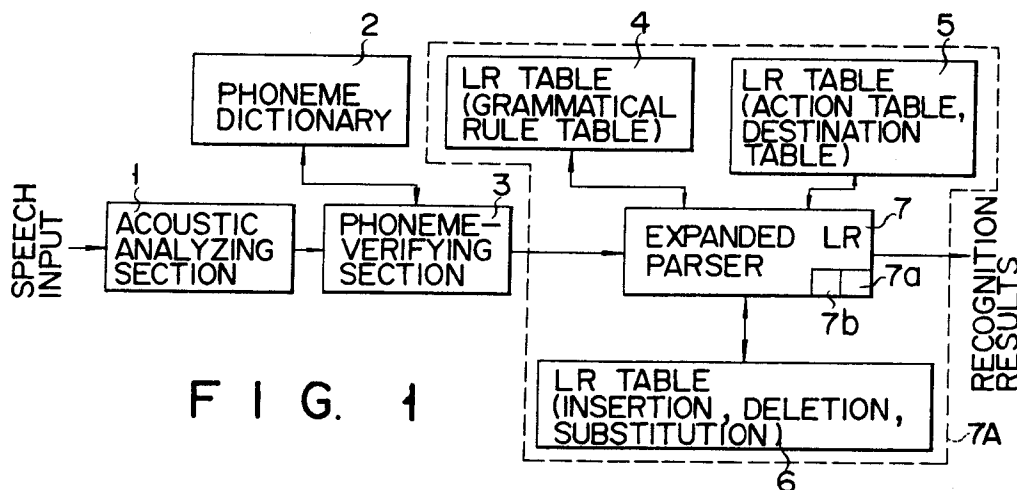 2
PHONEME
DICTIONARY
4
LR TABLE
(GRAMMATICAL
RULE TABLE)
5
LR TABLE
(ACTION TABLE,
DESTINATION
TABLE)
SPEECH
INPUT
1
ACOUSTIC
ANALYZING
SECTION
3
PHONEME-
VERIFYING
SECTION
7
EXPANDED LR
PARSER
7a
7b
RECOGNITION
RESULTS
LR TABLE
(INSERTION, DELETION,
SUBSTITUTION)
6
7A
FIG. 1